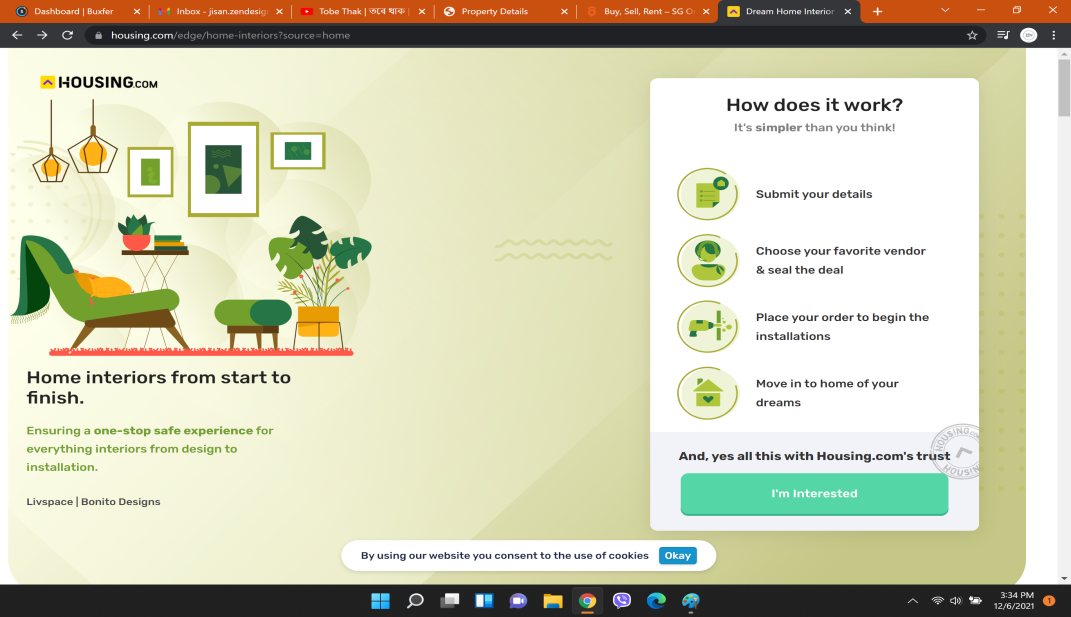 Dashboard | Buxfer
Inbox - jisan.zendesign
Tobe Thak | তবে থাক |
Property Details
Buy, Sell, Rent – SG O
Dream Home Interior
housing.com/edge/home-interiors?source=home
HOUSING.COM
How does it work?
It's simpler than you think!
Submit your details
Choose your favorite vendor
& seal the deal
Place your order to begin the
installations
Move in to home of your
dreams
Home interiors from start to
finish.
Ensuring a one-stop safe experience for
everything interiors from design to
installation.
Livspace | Bonito Designs
HOUSING.COM
HOUSING
And, yes all this with Housing.com's trust
I'm Interested
By using our website you consent to the use of cookies
Okay
3:34 PM
12/6/2021
1